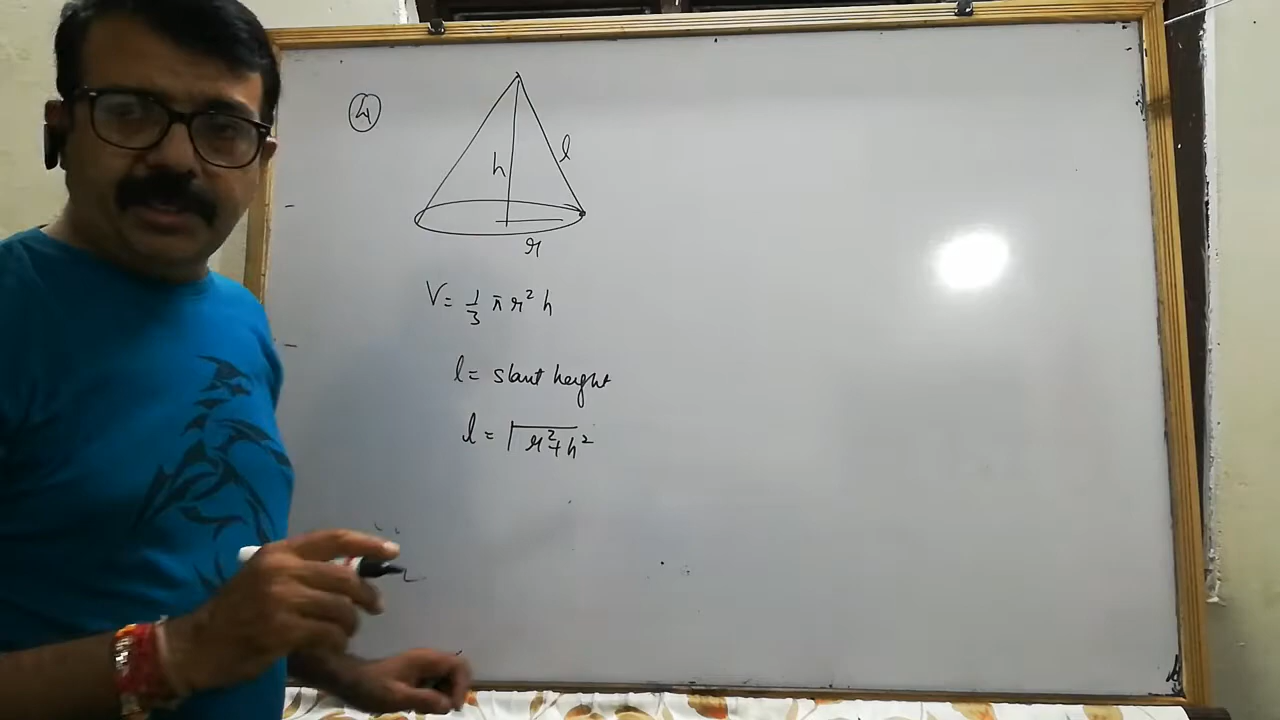 ④
h
l
r
V = 1/3 π r² h
l = slant height
l = √r²+h²